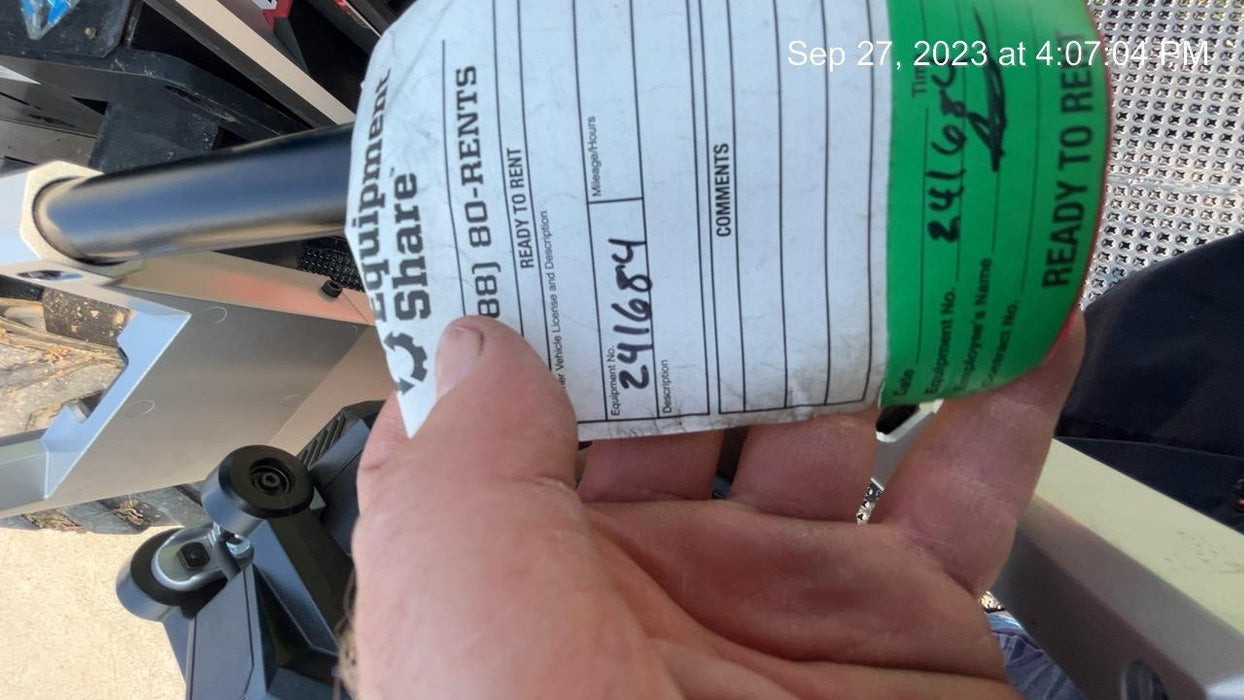 Sep 27, 2023 at 4:07:04 PM
Equipment
Share
88) 80-RENTS
READY TO RENT
Vehicle License and Description
Equipment No.
Mileage/Hours
241684
Description
COMMENTS
Date
Time
Equipment No.
241684
Employee's Name
Contract No.
READY TO RENT